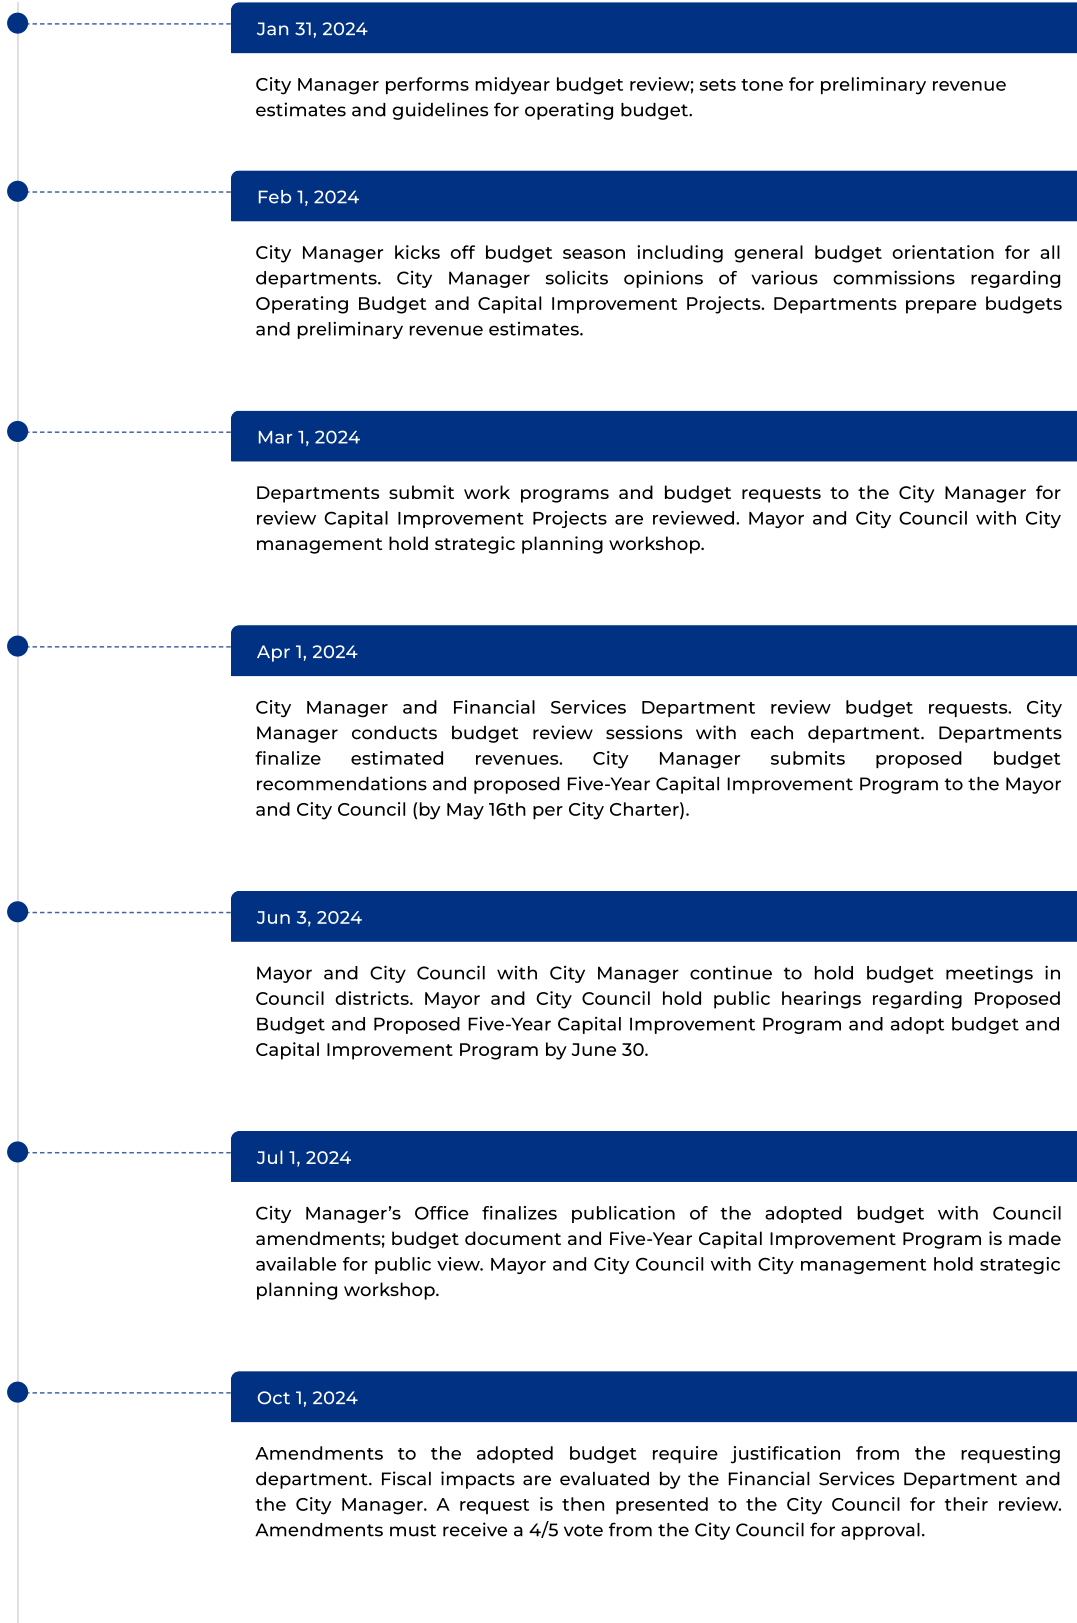 Jan 31, 2024
City Manager performs midyear budget review; sets tone for preliminary revenue
estimates and guidelines for operating budget.
Feb 1, 2024
City Manager kicks off budget season including general budget orientation for all
departments. City Manager solicits opinions of various commissions regarding
Operating Budget and Capital Improvement Projects. Departments prepare budgets
and preliminary revenue estimates.
Mar 1, 2024
Departments submit work programs and budget requests to the City Manager for
review Capital Improvement Projects are reviewed. Mayor and City Council with City
management hold strategic planning workshop.
Apr 1, 2024
City Manager and Financial Services Department review budget requests. City
Manager conducts budget review sessions with each department. Departments
finalize estimated revenues. City Manager submits proposed budget
recommendations and proposed Five-Year Capital Improvement Program to the Mayor
and City Council (by May 16th per City Charter).
Jun 3, 2024
Mayor and City Council with City Manager continue to hold budget meetings in
Council districts. Mayor and City Council hold public hearings regarding Proposed
Budget and Proposed Five-Year Capital Improvement Program and adopt budget and
Capital Improvement Program by June 30.
Jul 1, 2024
City Manager’s Office finalizes publication of the adopted budget with Council
amendments; budget document and Five-Year Capital Improvement Program is made
available for public view. Mayor and City Council with City management hold strategic
planning workshop.
Oct 1, 2024
Amendments to the adopted budget require justification from the requesting
department. Fiscal impacts are evaluated by the Financial Services Department and
the City Manager. A request is then presented to the City Council for their review.
Amendments must receive a 4/5 vote from the City Council for approval.